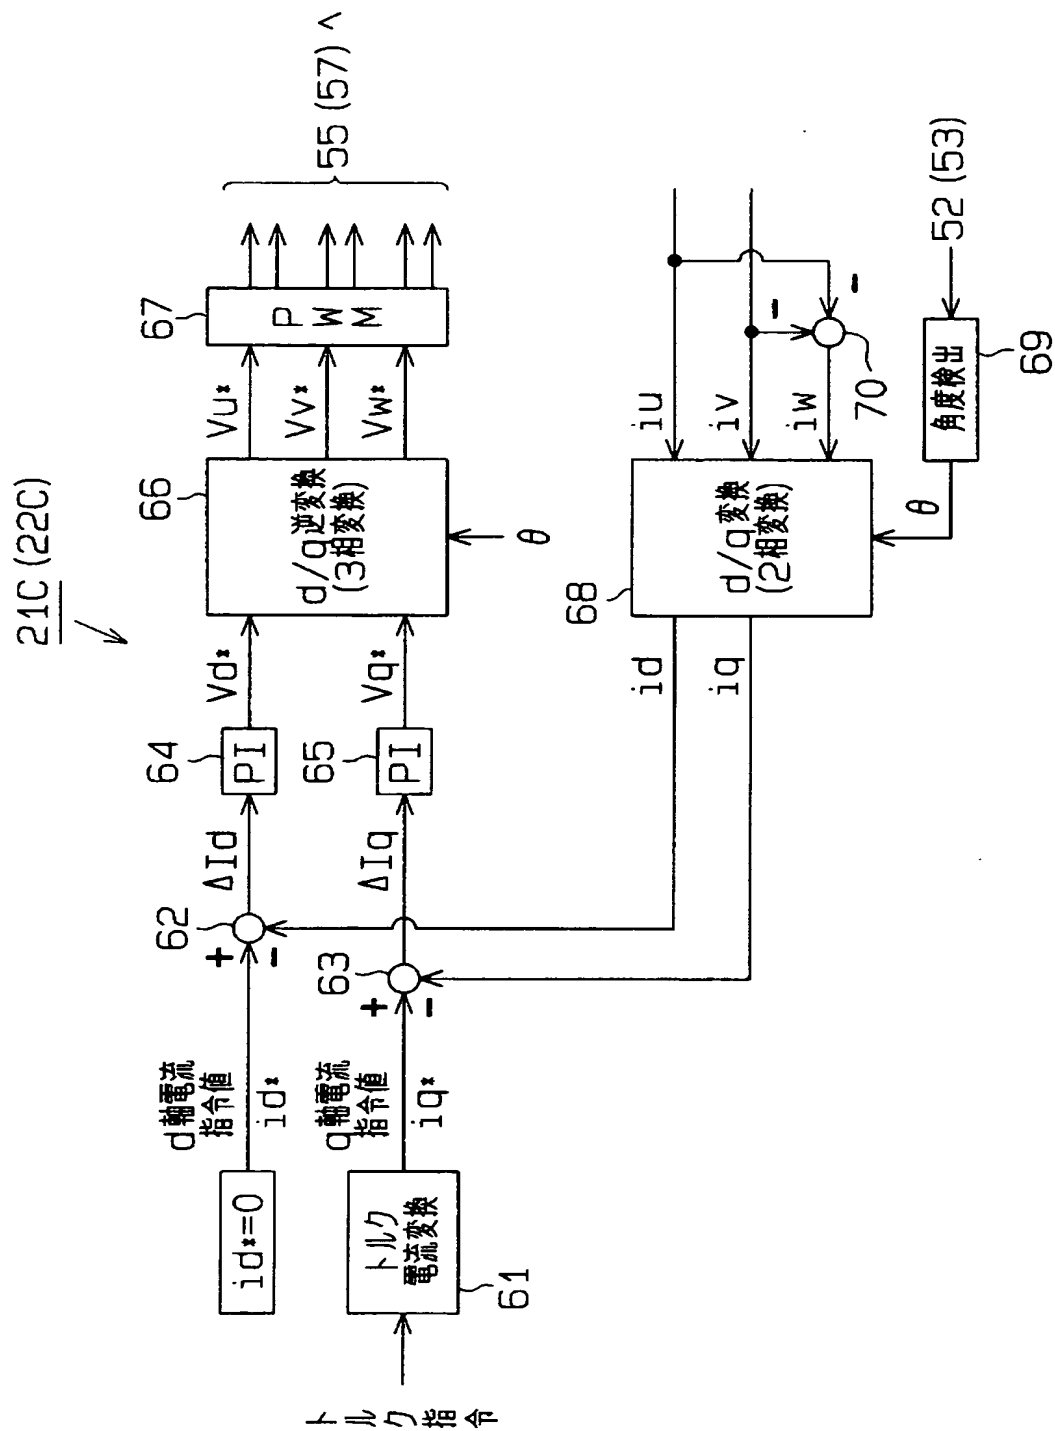 21C (22C)
id*=0
d軸電流
指令値
id*
+
-
62
ΔId
64
PI
Vd*
66
d/q逆変換
(3相変換)
θ
Vu*
Vv*
Vw*
67
PWM
55 (57) へ
トルク指令
トルク
電流変換
61
q軸電流
指令値
iq*
+
-
63
ΔIq
65
PI
Vq*
id
iq
68
d/q変換
(2相変換)
iu
iv
iw
-
-
70
θ
角度検出
69
52 (53)